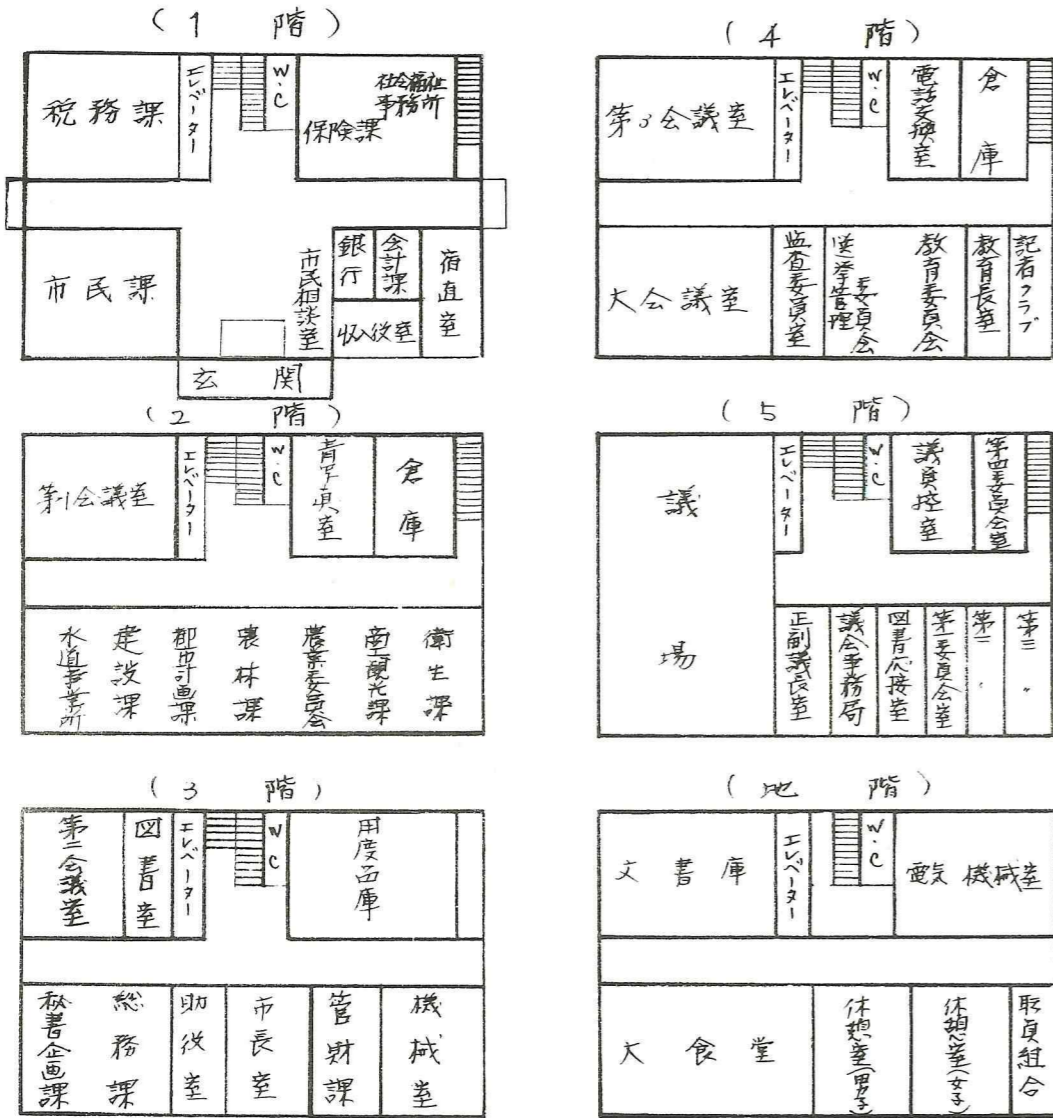 (1 階)
税務課
エレベーター
W.C
社会福祉
事務所
保険課
市民課
市民相談室
銀行
会計課
収入役室
宿直室
玄関
(2 階)
第1会議室
エレベーター
W.C
青写真室
倉庫
水道事業所
建設課
都市計画課
農林課
農業委員会
商工観光課
衛生課
(3 階)
第二会議室
図書室
エレベーター
W.C
用度品庫
秘書企画課
総務課
助役室
市長室
管財課
機械室
(4 階)
第3会議室
エレベーター
W.C
電話交換室
倉庫
大会議室
監査委員室
選挙管理
委員会
教育委員会
教育長室
記者クラブ
(5 階)
議場
エレベーター
W.C
議員控室
第四委員会室
正副議長室
議会事務局
図書応接室
第一委員会室
第二 〃
第三 〃
(地 階)
文書庫
エレベーター
W.C
電気機械室
大食堂
休憩室(男子)
休憩室(女子)
职員組合